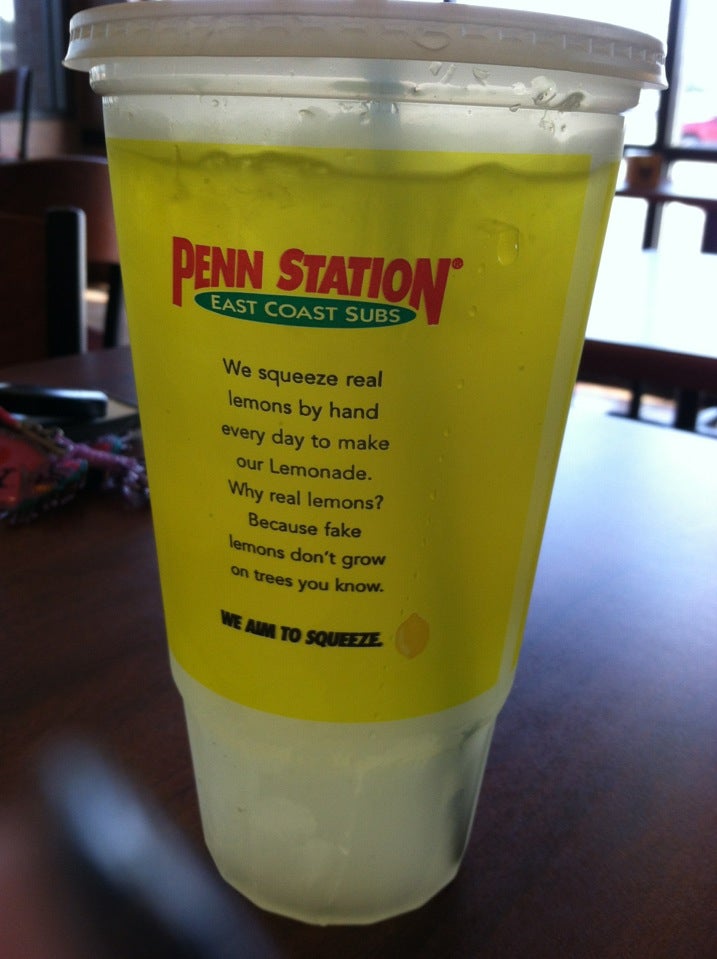 PENN STATION®
EAST COAST SUBS
We squeeze real
lemons by hand
every day to make
our Lemonade.
Why real lemons?
Because fake
lemons don't grow
on trees you know.
WE AIM TO SQUEEZE.